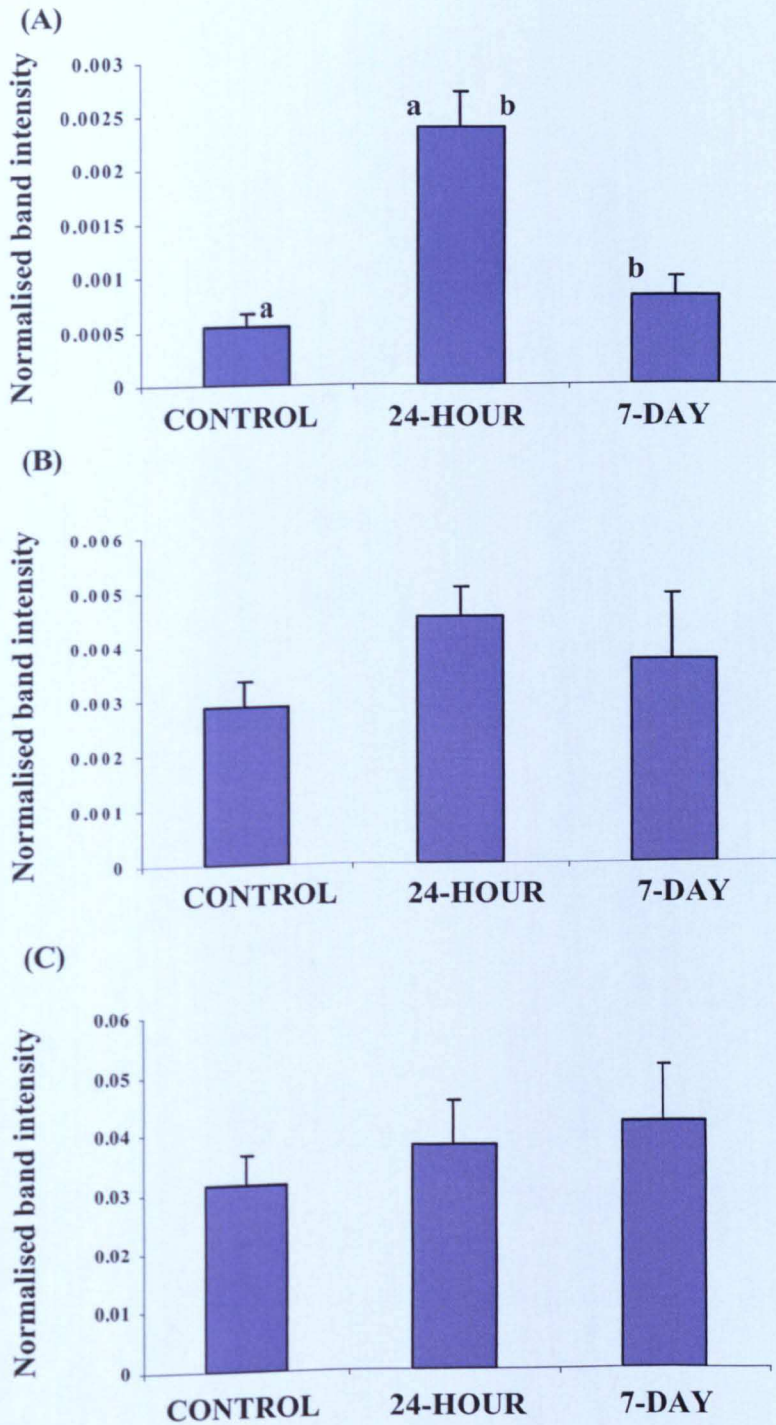 (A)
Normalised band intensity
0.003
0.0025
0.002
0.0015
0.001
0.0005
0
a
a b
b
CONTROL 24-HOUR 7-DAY
(B)
Normalised band intensity
0.006
0.005
0.004
0.003
0.002
0.001
0
CONTROL 24-HOUR 7-DAY
(C)
Normalised band intensity
0.06
0.05
0.04
0.03
0.02
0.01
0
CONTROL 24-HOUR 7-DAY